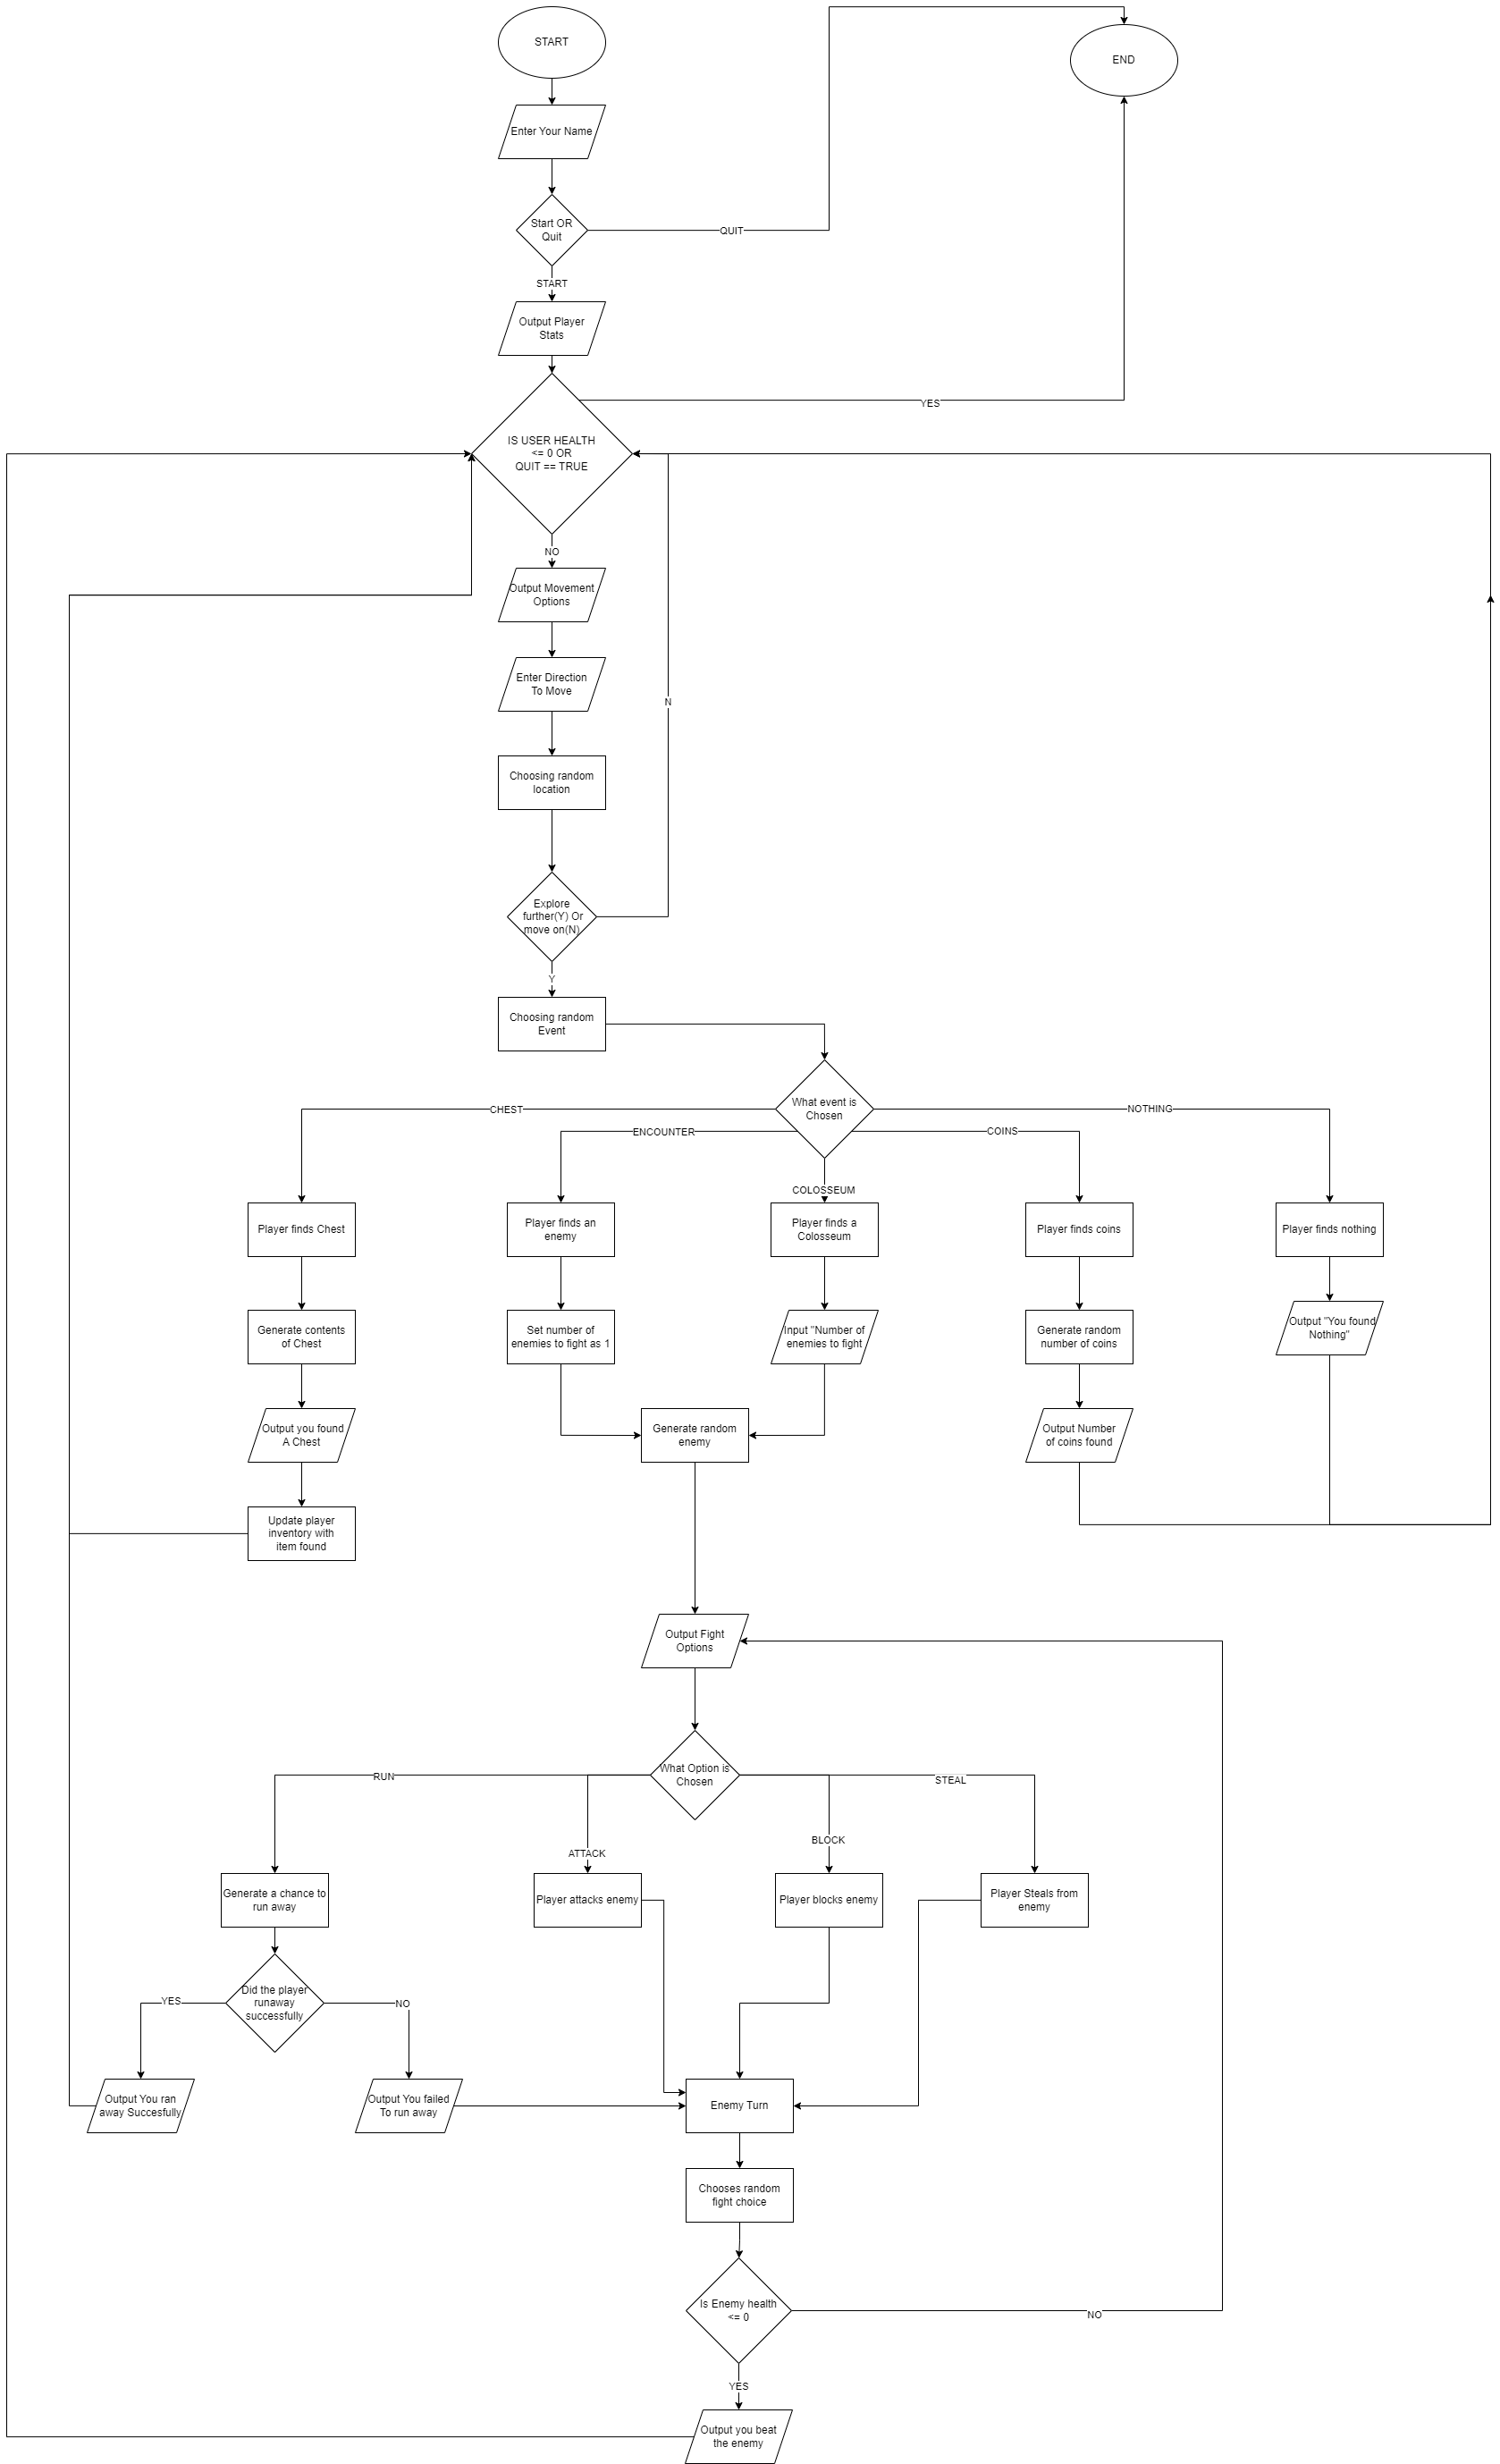 START
END
Enter Your Name
Start OR
Quit
QUIT
START
Output Player
Stats
YES
IS USER HEALTH
<= 0 OR
QUIT == TRUE
NO
Output Movement
Options
Enter Direction
To Move
N
Choosing random
location
Explore
further(Y) Or
move on(N)
Y
Choosing random
Event
What event is
Chosen
CHEST
NOTHING
ENCOUNTER
COINS
COLOSSEUM
Player finds Chest
Player finds an
enemy
Player finds a
Colosseum
Player finds coins
Player finds nothing
Generate contents
of Chest
Set number of
enemies to fight as 1
Input "Number of
enemies to fight
Generate random
number of coins
Output "You found
Nothing"
Output you found
A Chest
Generate random
enemy
Output Number
of coins found
Update player
inventory with
item found
Output Fight
Options
What Option is
Chosen
RUN
STEAL
BLOCK
ATTACK
Generate a chance to
run away
Player attacks enemy
Player blocks enemy
Player Steals from
enemy
Did the player
runaway
successfully
YES
NO
Output You ran
away Succesfully
Output You failed
To run away
Enemy Turn
Chooses random
fight choice
Is Enemy health
<= 0
NO
YES
Output you beat
the enemy